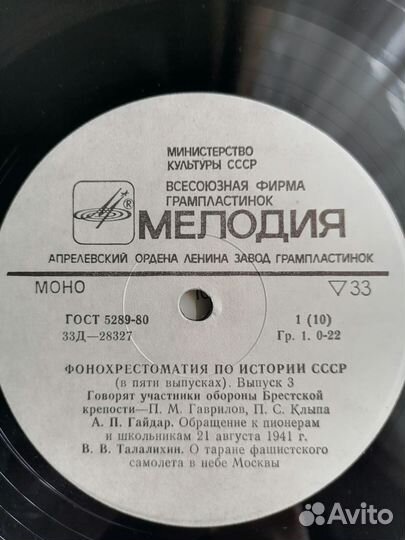 МИНИСТЕРСТВО
КУЛЬТУРЫ СССР
ВСЕСОЮЗНАЯ ФИРМА
ГРАМПЛАСТИНОК
®
МЕЛОДИЯ
АПРЕЛЕВСКИЙ ОРДЕНА ЛЕНИНА ЗАВОД ГРАМПЛАСТИНОК
МОНО
▽33
ГОСТ 5289-80
1 (10)
33Д—28327
Гр. 1. 0-22
ФОНОХРЕСТОМАТИЯ ПО ИСТОРИИ СССР
(в пяти выпусках). Выпуск 3
Говорят участники обороны Брестской
крепости—П. М. Гаврилов, П. С. Клыпа
А. П. Гайдар. Обращение к пионерам
и школьникам 21 августа 1941 г.
В. В. Талалихин. О таране фашистского
самолета в небе Москвы
Avito